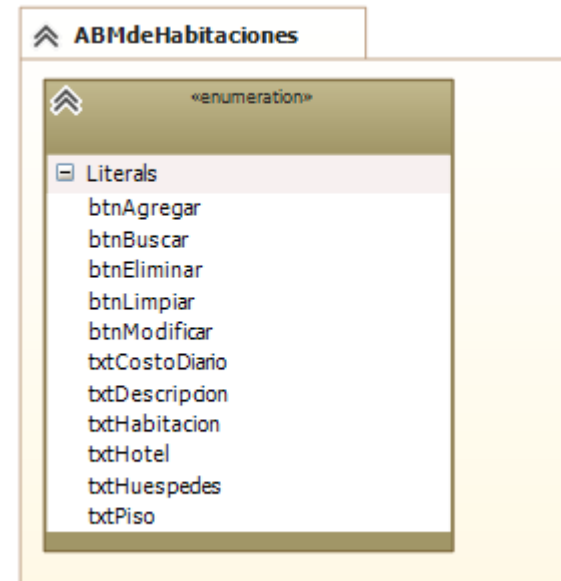 ABMdeHabitaciones
«enumeration»
Literals
btnAgregar
btnBuscar
btnEliminar
btnLimpiar
btnModificar
txtCostoDiario
txtDescripcion
txtHabitacion
txtHotel
txtHuespedes
txtPiso